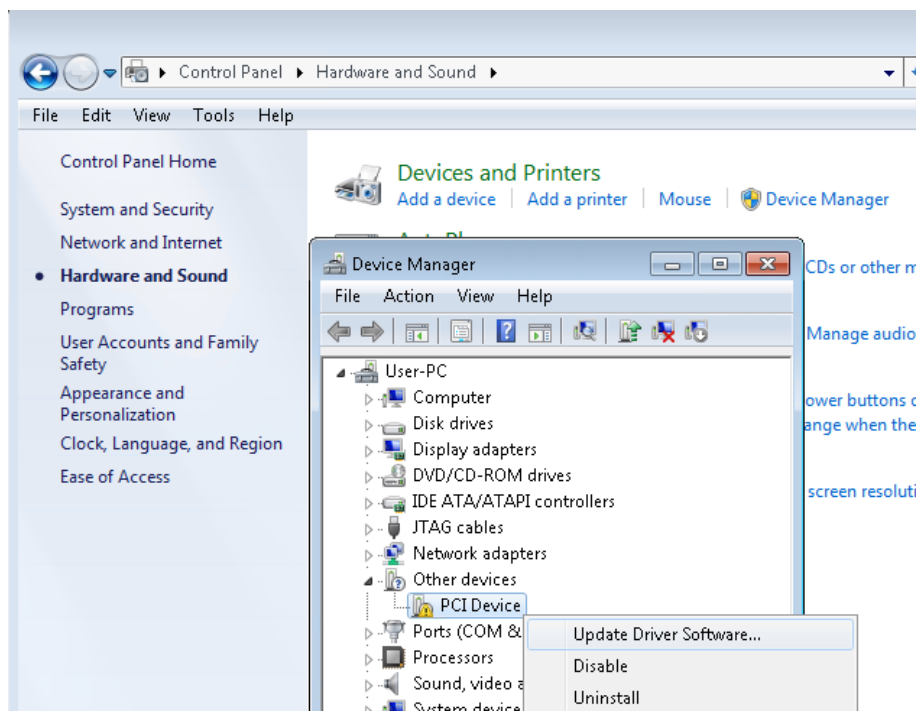 Control Panel Hardware and Sound
File Edit View Tools Help
Control Panel Home
System and Security
Network and Internet
Hardware and Sound
Programs
User Accounts and Family
Safety
Appearance and
Personalization
Clock, Language, and Region
Ease of Access
Devices and Printers
Add a device Add a printer Mouse Device Manager
CDs or other
Manage audio
buttons
when the
screen
Device Manager
File Action View Help
User-PC
Computer
Disk drives
Display adapters
DVD/CD-ROM drives
IDE ATA/ATAPI controllers
JTAG cables
Network adapters
Other devices
PCI Device
Ports (COM &
Processors
Sound, video
System device
Update Driver Software...
Disable
Uninstall